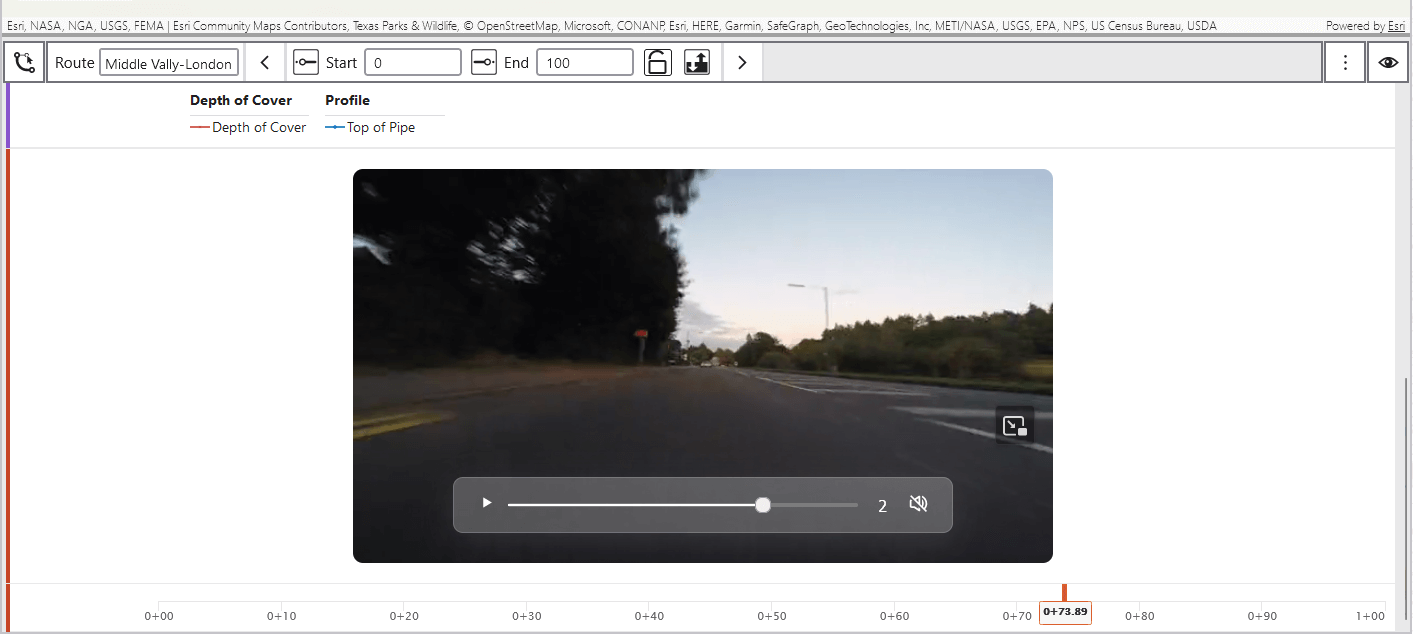 Esri, NASA, NGA, USGS, FEMA | Esri Community Maps Contributors, Texas Parks & Wildlife, © OpenStreetMap, Microsoft, CONANP, Esri, HERE, Garmin, SafeGraph, GeoTechnologies, Inc, METI/NASA, USGS, EPA, NPS, US Census Bureau, USDA Powered by Esri
Route Middle Vally-London Start 0 End 100
Depth of Cover Profile
Depth of Cover Top of Pipe
2
0+00 0+10 0+20 0+30 0+40 0+50 0+60 0+70 0+73.89 0+80 0+90 1+00